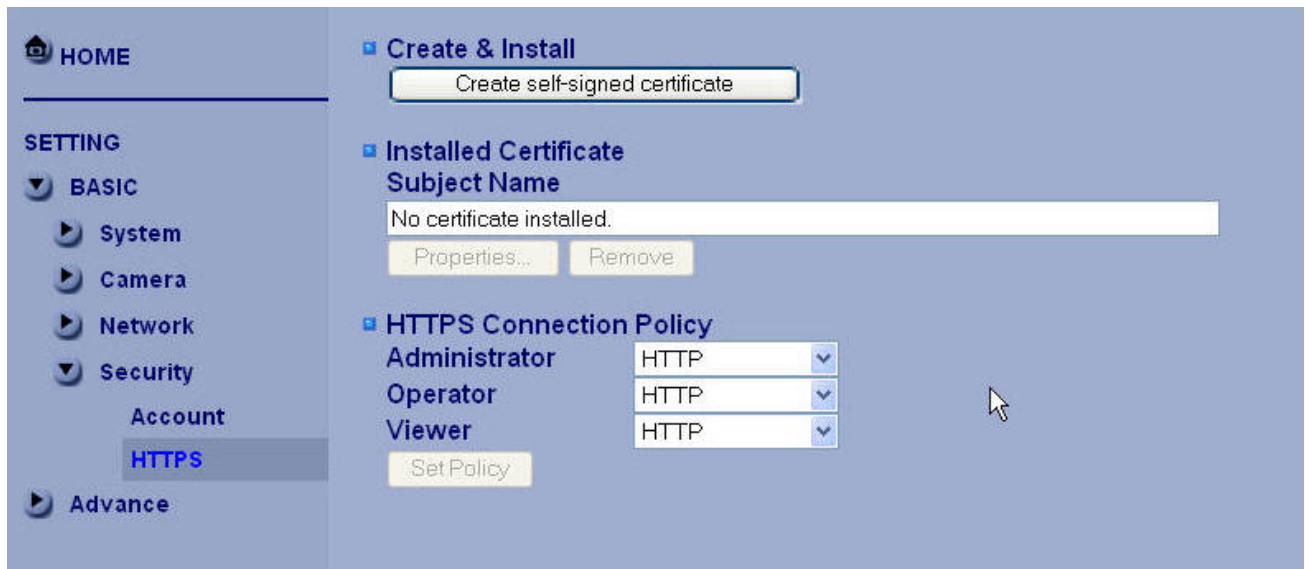 HOME
SETTING
BASIC
System
Camera
Network
Security
Account
HTTPS
Advance
Create & Install
Create self-signed certificate
Installed Certificate
Subject Name
No certificate installed.
Properties... Remove
HTTPS Connection Policy
Administrator HTTP
Operator HTTP
Viewer HTTP
Set Policy